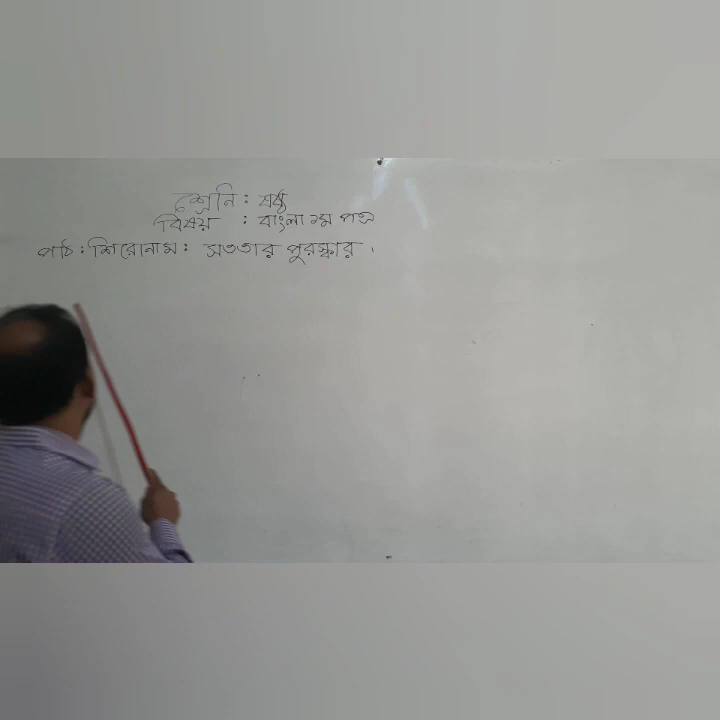 শ্রেনি : ষষ্ঠ
বিষয় : বাংলা ১ম পত্র
পাঠ : শিরোনাম : সততার পুরস্কার ।